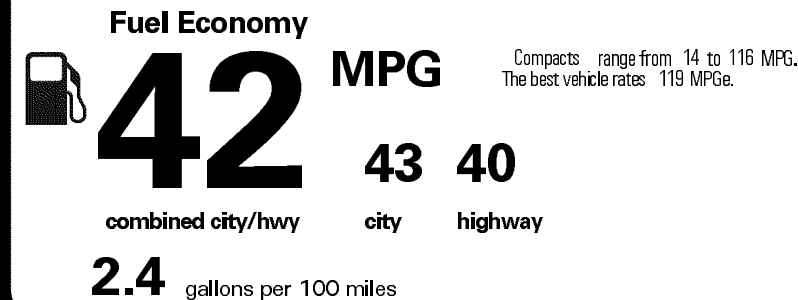 Fuel Economy
42 MPG
Compacts range from 14 to 116 MPG.
The best vehicle rates 119 MPGe.
43 40
combined city/hwy city highway
2.4 gallons per 100 miles